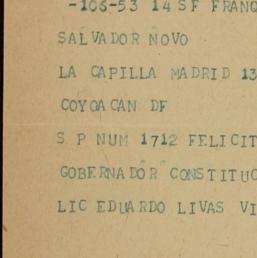 -106-53 14 SF FRANQ
SALVADOR NOVO
LA CAPILLA MADRID 13
COYOACAN DF
S P NUM 1712 FELICIT
GOBERNADOR CONSTITUC
LIC EDUARDO LIVAS VI